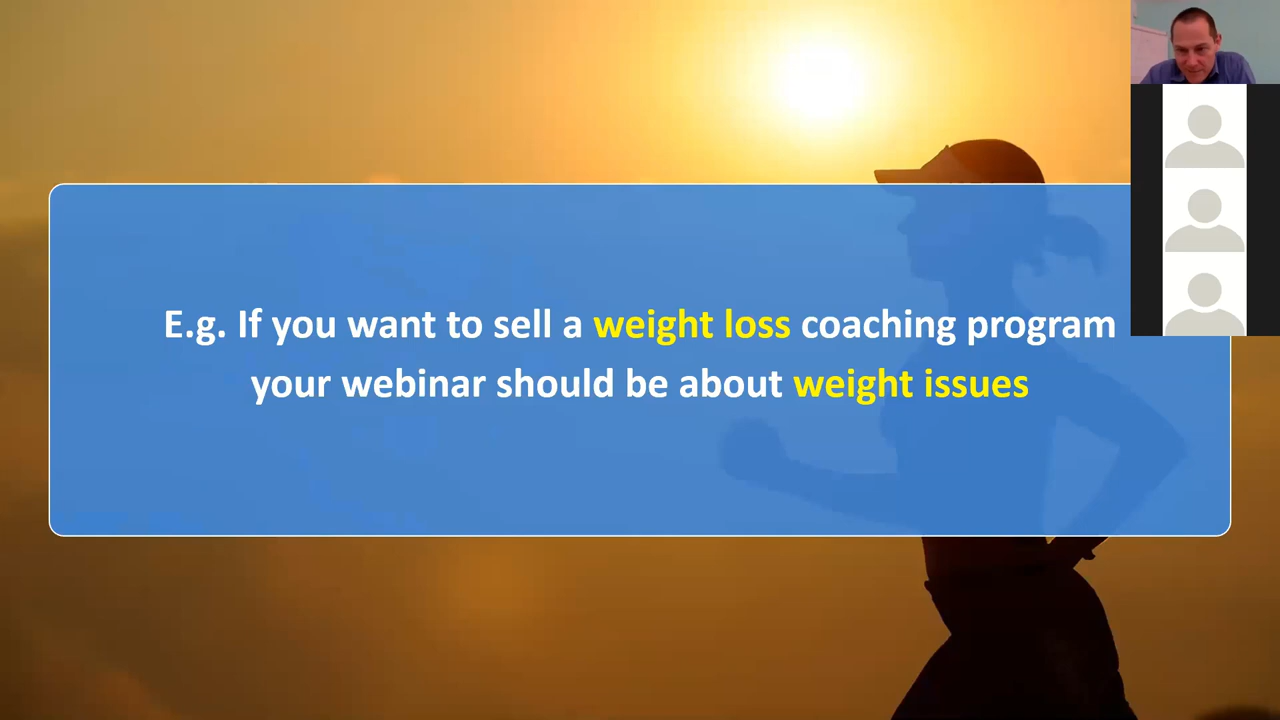 E.g. If you want to sell a weight loss coaching program
your webinar should be about weight issues